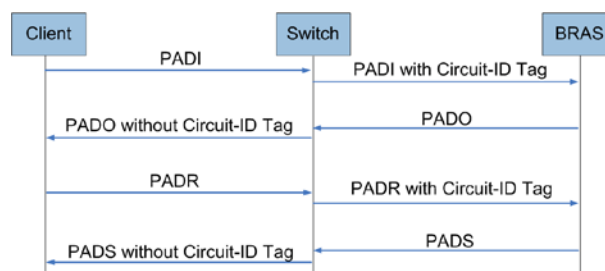 Client
Switch
BRAS
PADI
PADI with Circuit-ID Tag
PADO
PADO without Circuit-ID Tag
PADR
PADR with Circuit-ID Tag
PADS
PADS without Circuit-ID Tag